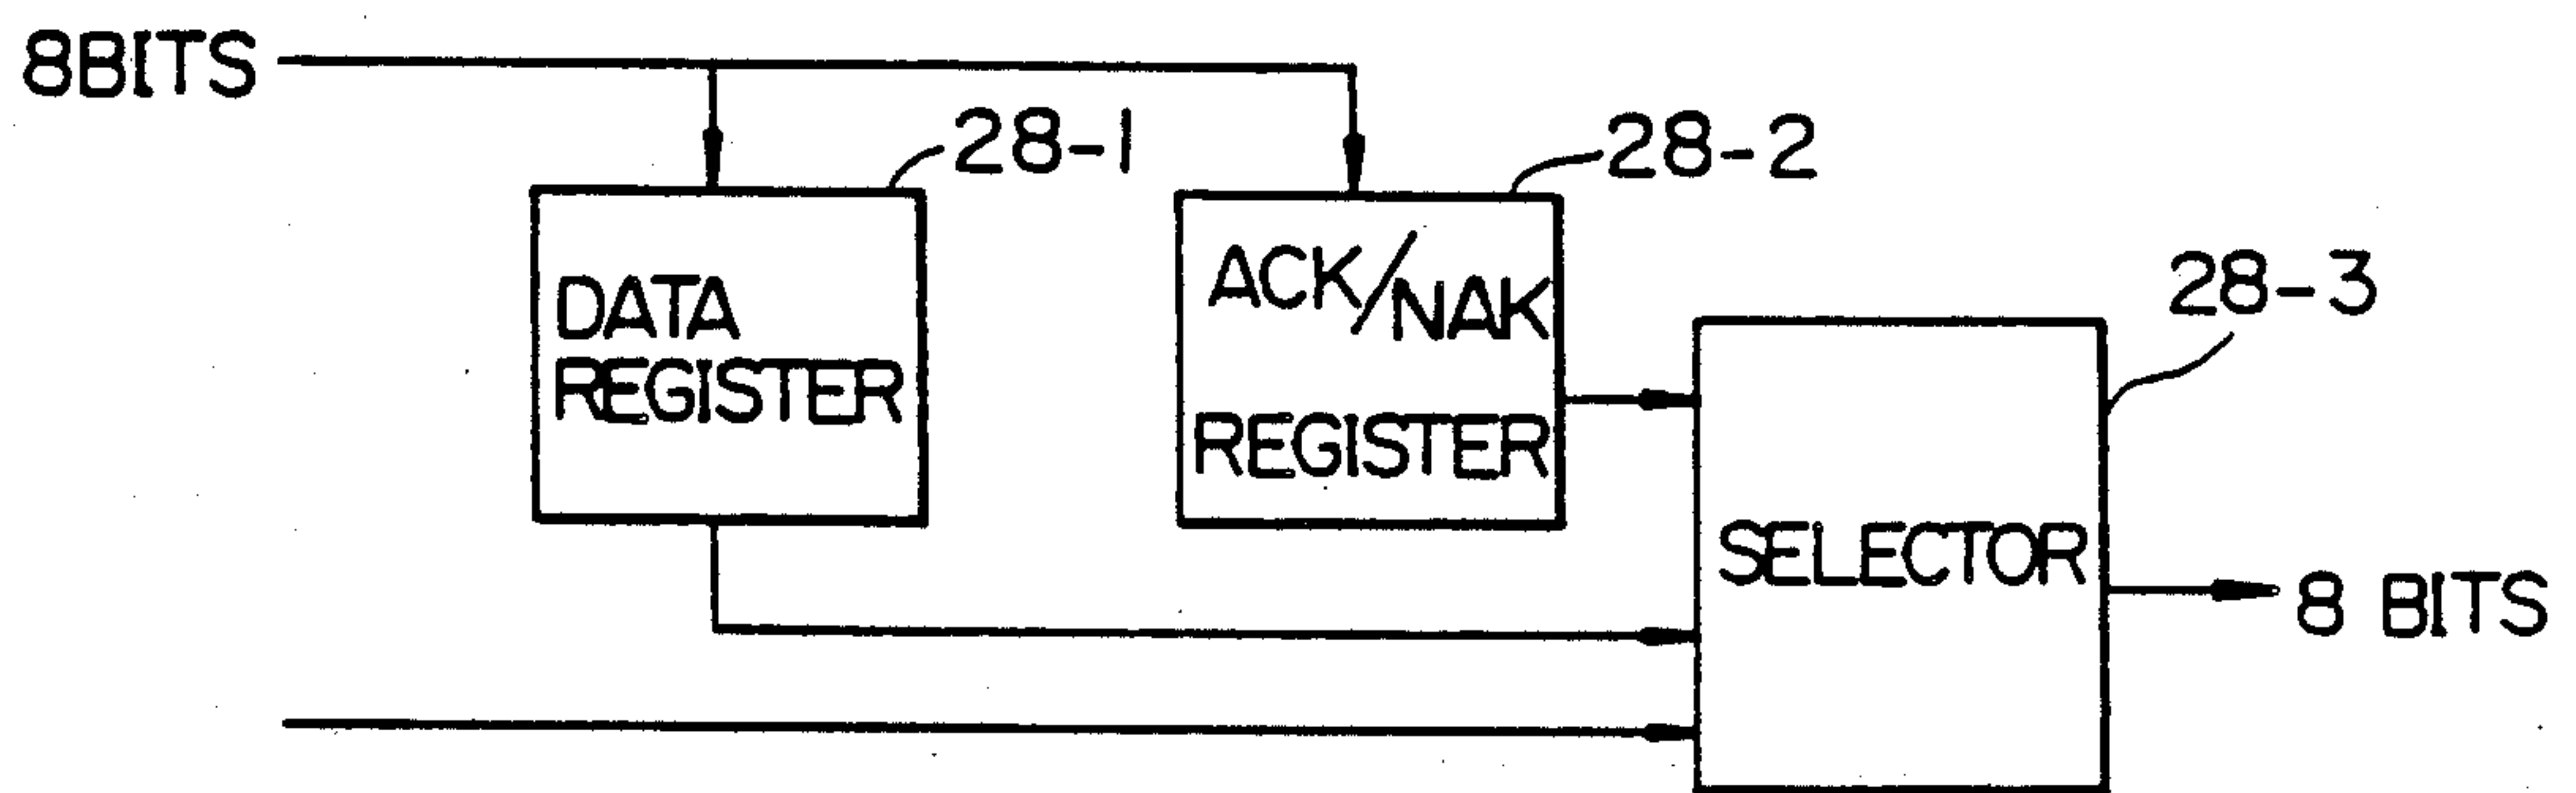 8BITS
28-1
28-2
DATA
REGISTER
ACK/NAK
REGISTER
28-3
SELECTOR
8 BITS